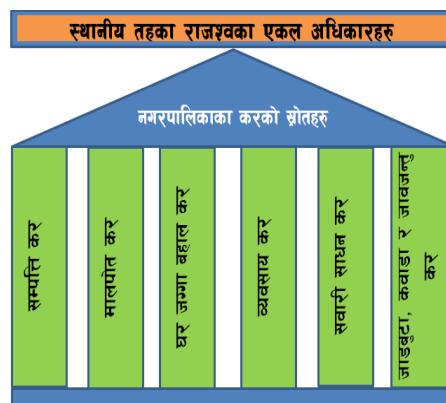 स्थानीय तहका राजश्वका एकल अधिकारहरु
नगरपालिकाका करको स्रोतहरु
सम्पत्ति कर
मालपोत कर
घर जग्गा बहाल कर
व्यवसाय कर
सवारी साधन कर
जाडबुटी, कवाडी र जीवजन्तु
कर